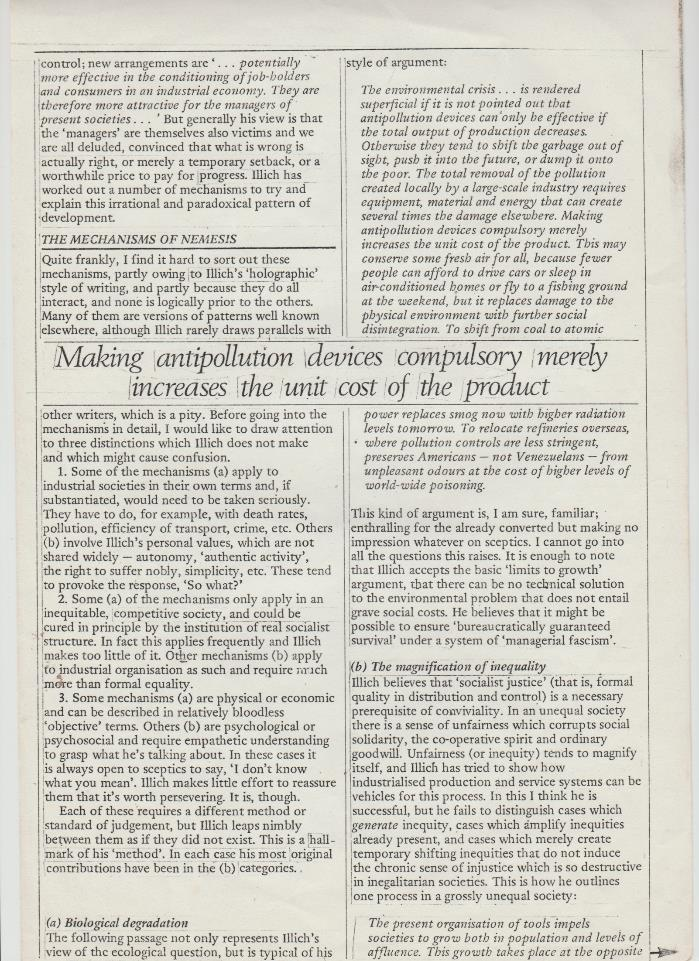 control; new arrangements are ‘. . . potentially
more effective in the conditioning of job-holders
and consumers in an industrial economy. They are
therefore more attractive for the managers of
present societies . . . ’ But generally his view is that
the ‘managers’ are themselves also victims and we
are all deluded, convinced that what is wrong is
actually right, or merely a temporary setback, or a
worthwhile price to pay for progress. Illich has
worked out a number of mechanisms to try and
explain this irrational and paradoxical pattern of
development.
THE MECHANISMS OF NEMESIS
Quite frankly, I find it hard to sort out these
mechanisms, partly owing to Illich’s ‘holographic’
style of writing, and partly because they do all
interact, and none is logically prior to the others.
Many of them are versions of patterns well known
elsewhere, although Illich rarely draws parallels with
style of argument:
The environmental crisis . . . is rendered
superficial if it is not pointed out that
antipollution devices can only be effective if
the total output of production decreases.
Otherwise they tend to shift the garbage out of
sight, push it into the future, or dump it onto
the poor. The total removal of the pollution
created locally by a large-scale industry requires
equipment, material and energy that can create
several times the damage elsewhere. Making
antipollution devices compulsory merely
increases the unit cost of the product. This may
conserve some fresh air for all, because fewer
people can afford to drive cars or sleep in
air-conditioned homes or fly to a fishing ground
at the weekend, but it replaces damage to the
physical environment with further social
disintegration. To shift from coal to atomic
Making antipollution devices compulsory merely
increases the unit cost of the product
other writers, which is a pity. Before going into the
mechanisms in detail, I would like to draw attention
to three distinctions which Illich does not make
and which might cause confusion.
1. Some of the mechanisms (a) apply to
industrial societies in their own terms and, if
substantiated, would need to be taken seriously.
They have to do, for example, with death rates,
pollution, efficiency of transport, crime, etc. Others
(b) involve Illich’s personal values, which are not
shared widely — autonomy, ‘authentic activity’,
the right to suffer nobly, simplicity, etc. These tend
to provoke the response, ‘So what?’
2. Some (a) of the mechanisms only apply in an
inequitable, competitive society, and could be
cured in principle by the institution of real socialist
structure. In fact this applies frequently and Illich
makes too little of it. Other mechanisms (b) apply
to industrial organisation as such and require much
more than formal equality.
3. Some mechanisms (a) are physical or economic
and can be described in relatively bloodless
‘objective’ terms. Others (b) are psychological or
psychosocial and require empathetic understanding
to grasp what he’s talking about. In these cases it
is always open to sceptics to say, ‘I don’t know
what you mean’. Illich makes little effort to reassure
them that it’s worth persevering. It is, though.
Each of these requires a different method or
standard of judgement, but Illich leaps nimbly
between them as if they did not exist. This is a hall-
mark of his ‘method’. In each case his most original
contributions have been in the (b) categories.
(a) Biological degradation
The following passage not only represents Illich’s
view of the ecological question, but is typical of his
power replaces smog now with higher radiation
levels tomorrow. To relocate refineries overseas,
where pollution controls are less stringent,
preserves Americans — not Venezuelans — from
unpleasant odours at the cost of higher levels of
world-wide poisoning.
This kind of argument is, I am sure, familiar;
enthralling for the already converted but making no
impression whatever on sceptics. I cannot go into
all the questions this raises. It is enough to note
that Illich accepts the basic ‘limits to growth’
argument, that there can be no technical solution
to the environmental problem that does not entail
grave social costs. He believes that it might be
possible to ensure ‘bureaucratically guaranteed
survival’ under a system of ‘managerial fascism’.
(b) The magnification of inequality
Illich believes that ‘socialist justice’ (that is, formal
quality in distribution and control) is a necessary
prerequisite of conviviality. In an unequal society
there is a sense of unfairness which corrupts social
solidarity, the co-operative spirit and ordinary
goodwill. Unfairness (or inequity) tends to magnify
itself, and Illich has tried to show how
industrialised production and service systems can be
vehicles for this process. In this I think he is
successful, but he fails to distinguish cases which
generate inequity, cases which amplify inequities
already present, and cases which merely create
temporary shifting inequities that do not induce
the chronic sense of injustice which is so destructive
in inegalitarian societies. This is how he outlines
one process in a grossly unequal society:
The present organisation of tools impels
societies to grow both in population and levels of
affluence. This growth takes place at the opposite